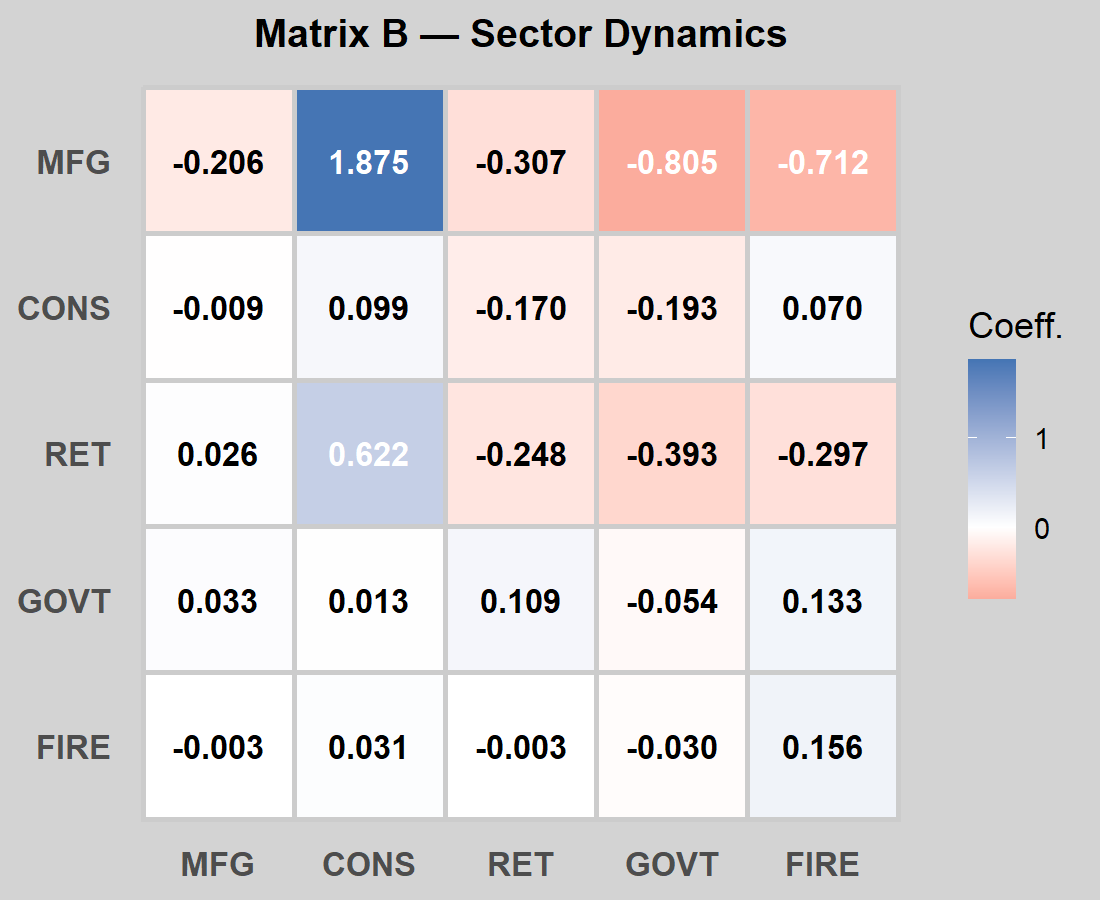 Matrix B — Sector Dynamics
MFG -0.206 1.875 -0.307 -0.805 -0.712
CONS -0.009 0.099 -0.170 -0.193 0.070
RET 0.026 0.622 -0.248 -0.393 -0.297
GOVT 0.033 0.013 0.109 -0.054 0.133
FIRE -0.003 0.031 -0.003 -0.030 0.156
MFG CONS RET GOVT FIRE
Coeff.
1
0